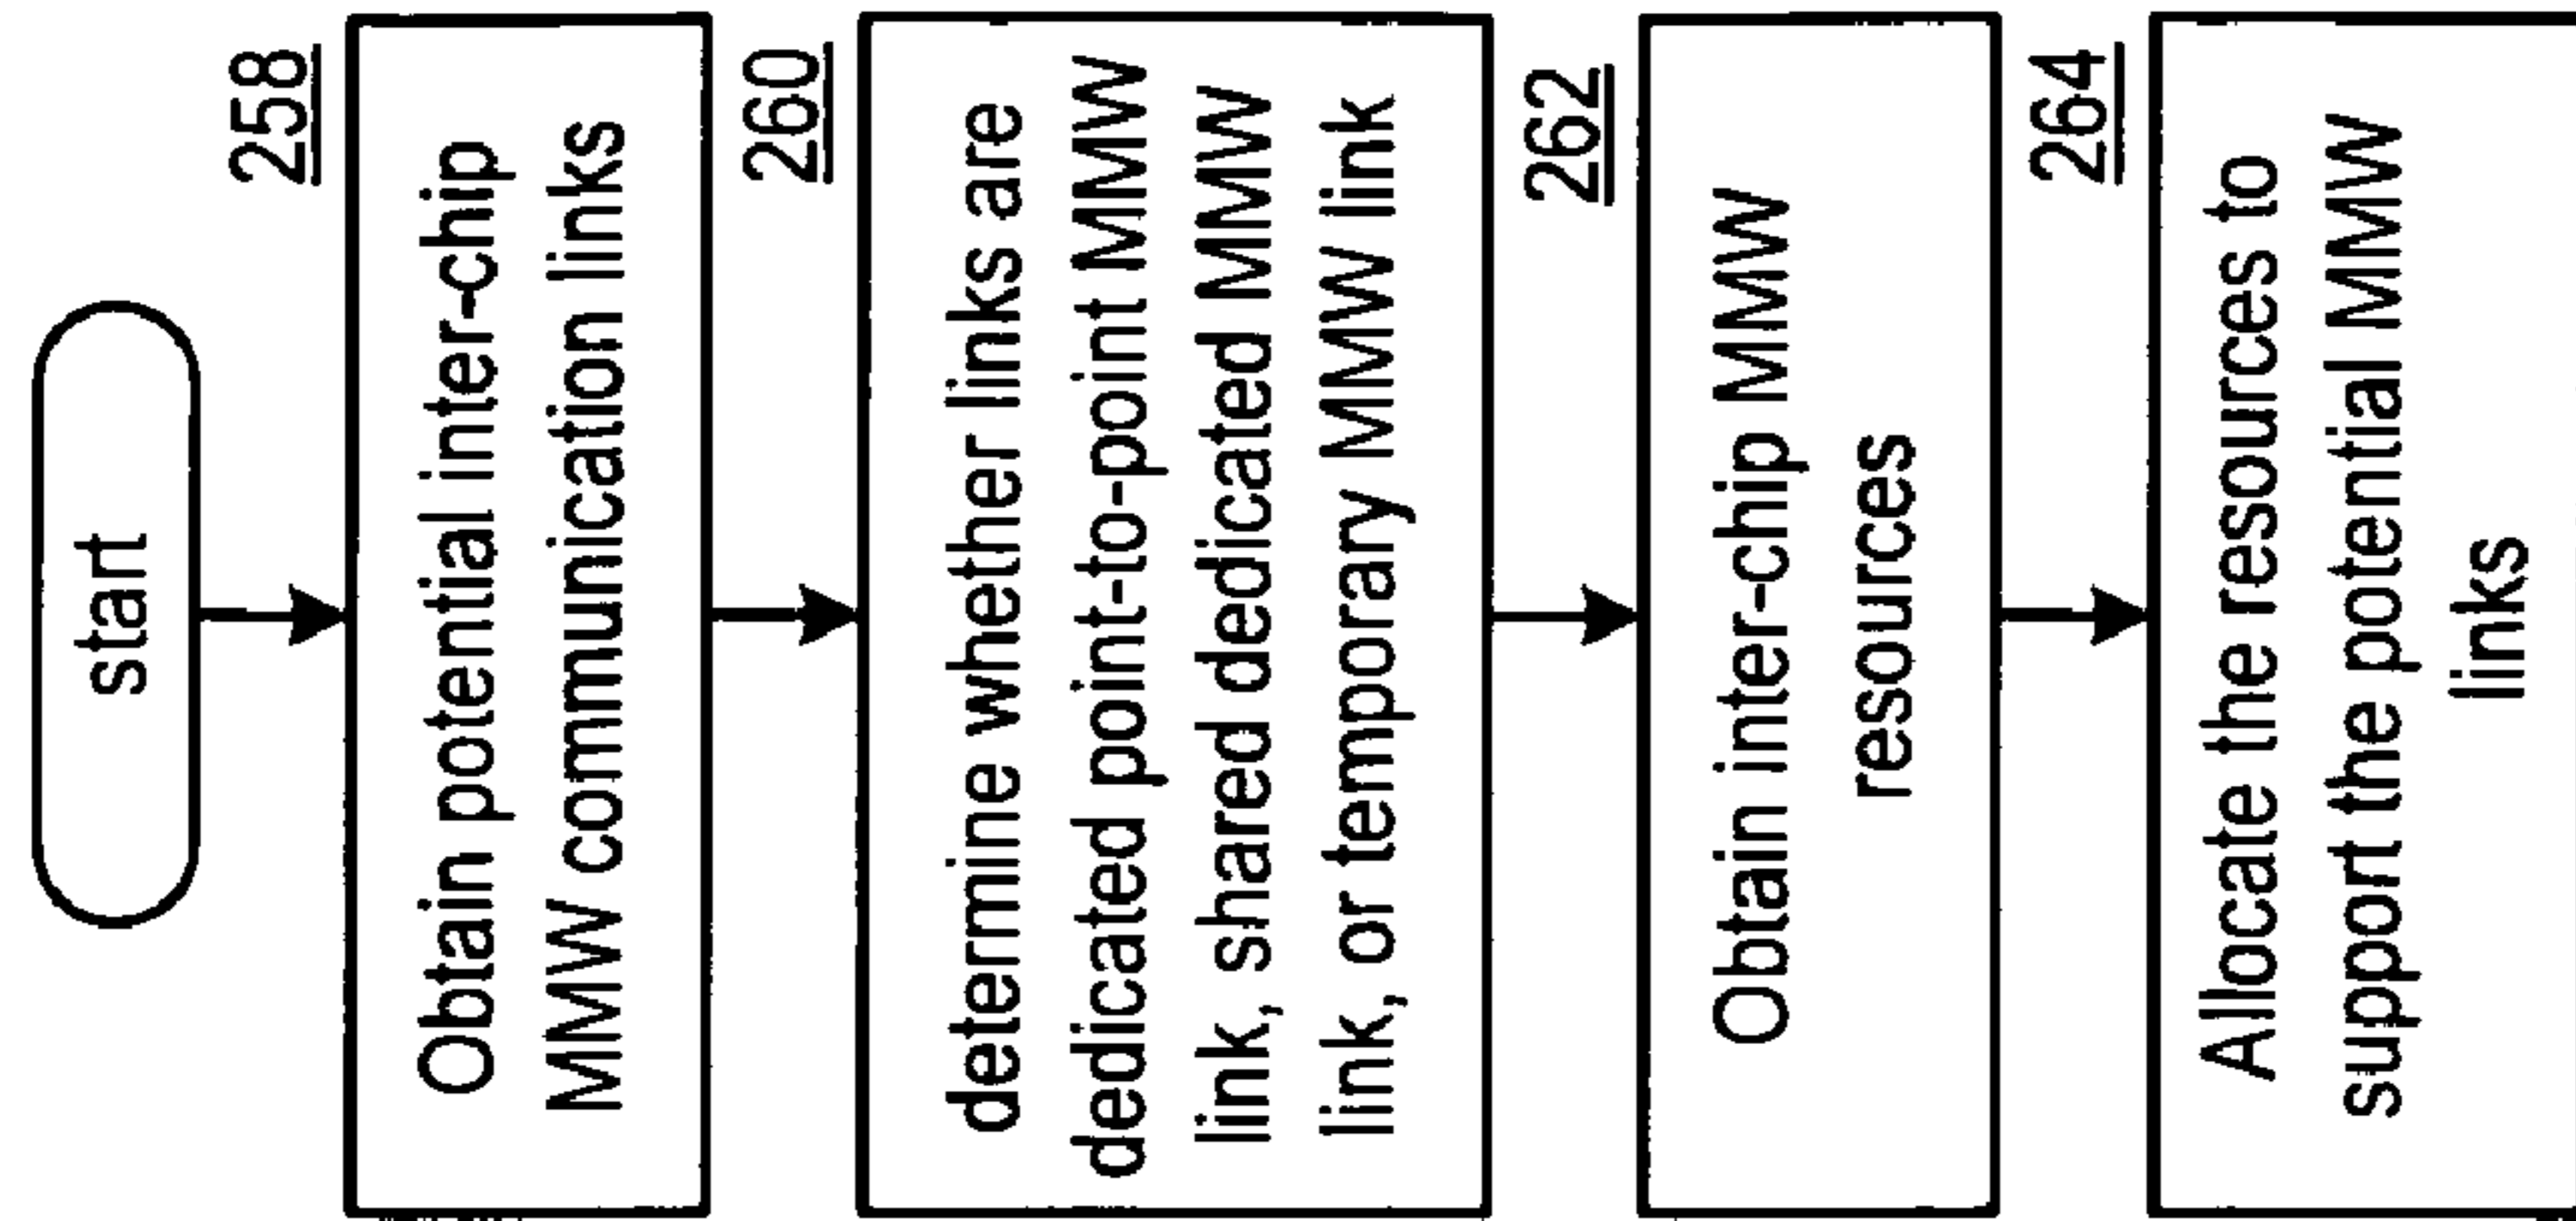 start
258
Obtain potential inter-chip
MMW communication links
260
determine whether links are
dedicated point-to-point MMW
link, shared dedicated MMW
link, or temporary MMW link
262
Obtain inter-chip MMW
resources
264
Allocate the resources to
support the potential MMW
links